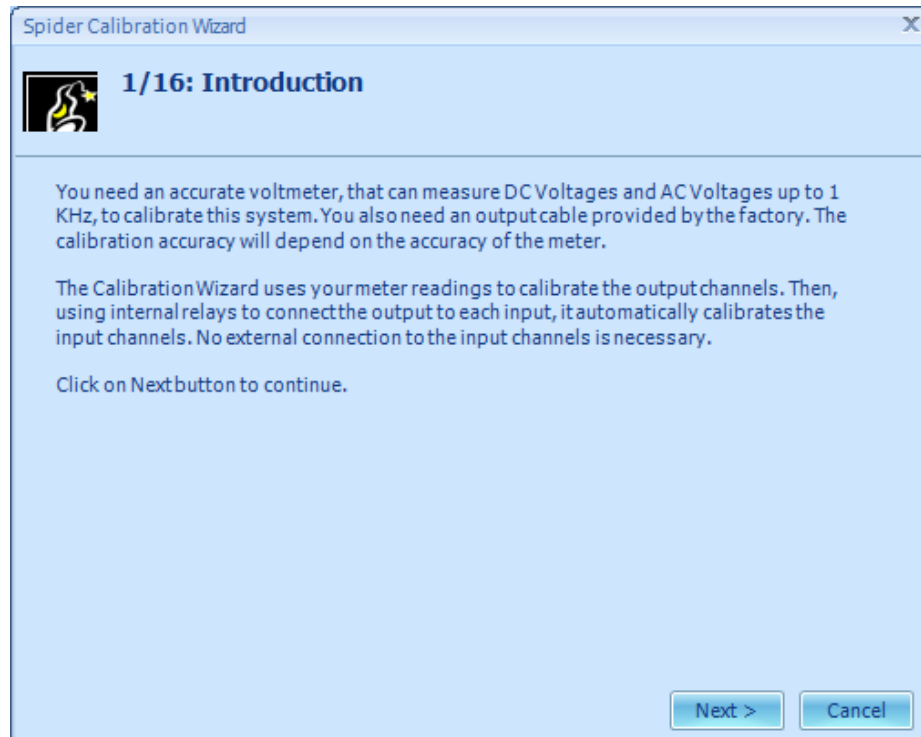 Spider Calibration Wizard
X
1/16: Introduction
You need an accurate voltmeter, that can measure DC Voltages and AC Voltages up to 1
KHz, to calibrate this system. You also need an output cable provided by the factory. The
calibration accuracy will depend on the accuracy of the meter.
The Calibration Wizard uses your meter readings to calibrate the output channels. Then,
using internal relays to connect the output to each input, it automatically calibrates the
input channels. No external connection to the input channels is necessary.
Click on Next button to continue.
Next >
Cancel